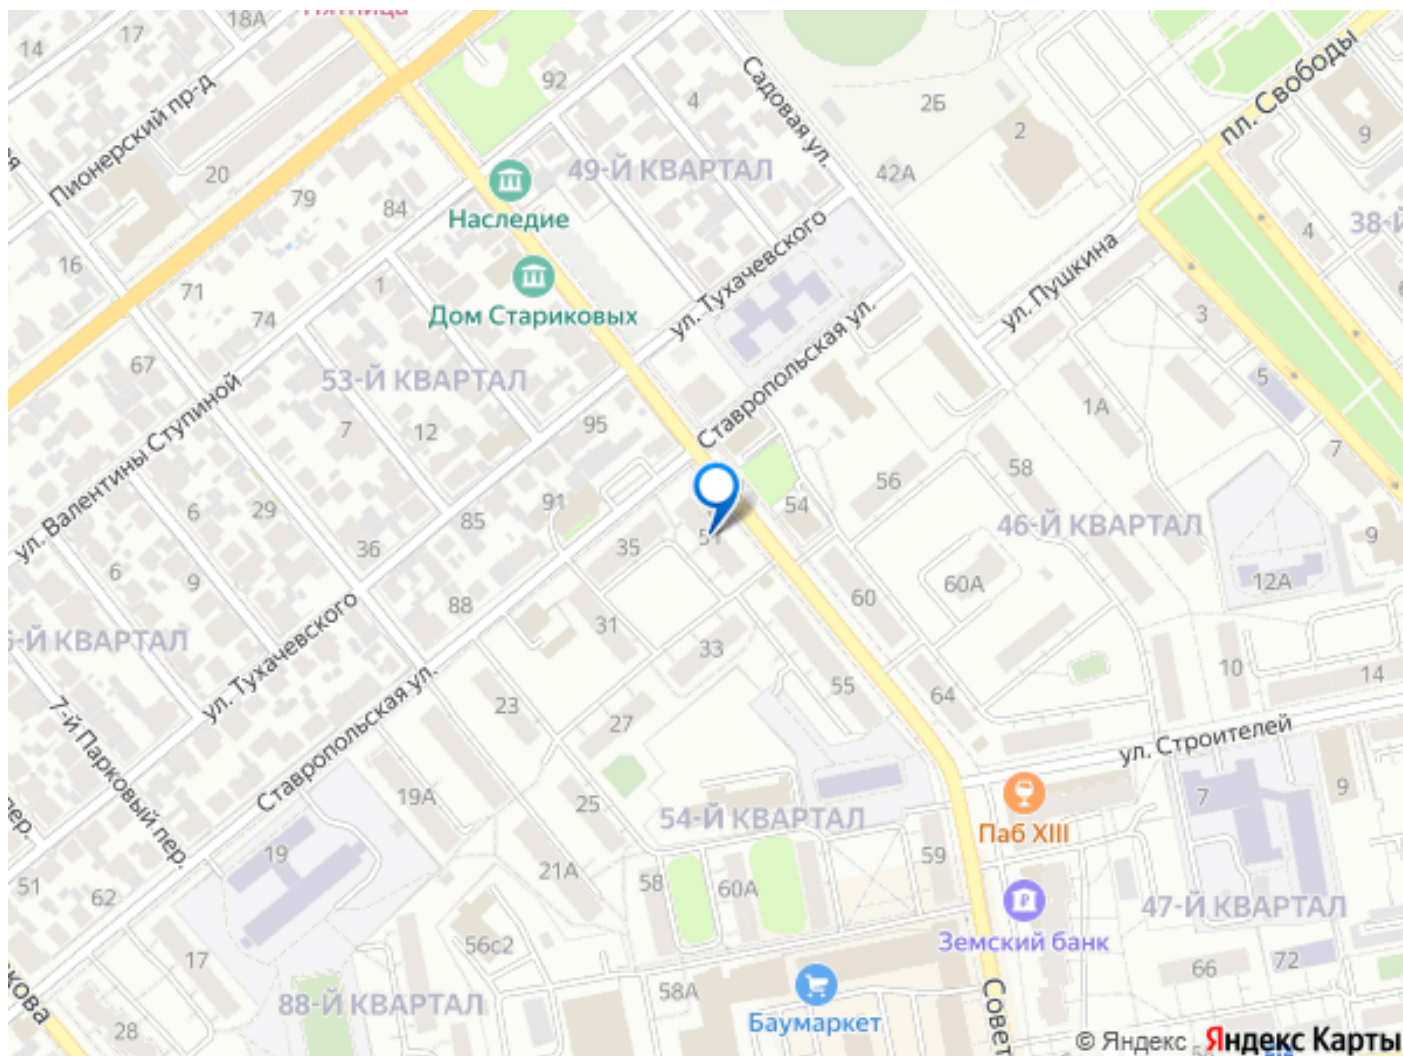 Пятница
18А
17
14
Пионерский пр-д
92
Садовая ул.
пл. Свободы
4
2Б
2
9
20
49-Й КВАРТАЛ
42А
79
84
Наследие
38-Й
4
16
71
1
ул. Тухачевского
ул. Пушкина
74
Дом Стариковых
3
67
53-Й КВАРТАЛ
Ставропольская ул.
5
1А
7
12
95
7
ул. Валентины Ступиной
58
56
6
29
91
54
85
46-Й КВАРТАЛ
36
35
51
9
6
9
60А
12А
88
60
31
-Й КВАРТАЛ
33
ул. Тухачевского
10
14
55
64
7-й Парковый пер.
23
27
ул. Строителей
Ставропольская ул.
19А
25
54-Й КВАРТАЛ
7
9
Паб XIII
пер.
19
59
21А
51
62
58
60А
47-Й КВАРТАЛ
56с2
Земский банк
17
66
72
58А
88-Й КВАРТАЛ
Совет
кова
28
Баумаркет
© Яндекс Яндекс Карты